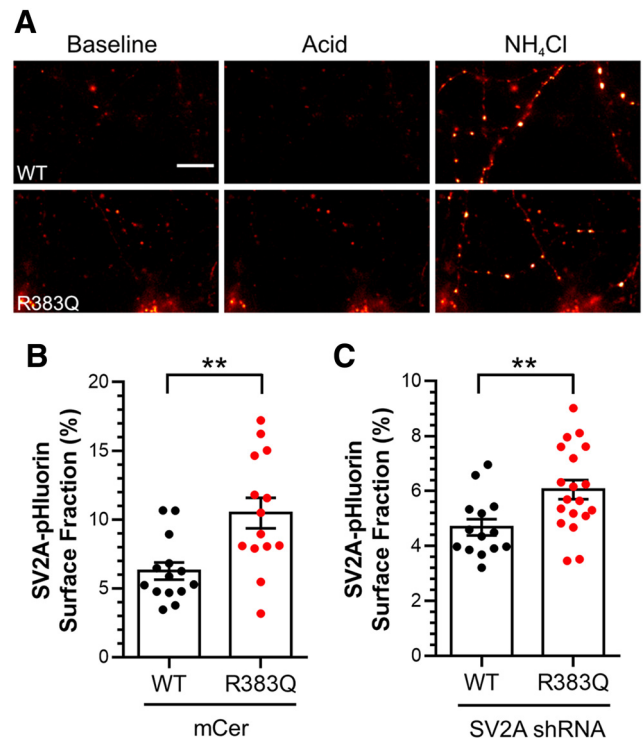 A
Baseline Acid NH₄Cl
WT
R383Q
B
**
SV2A-pHluorin
Surface Fraction (%)
20
15
10
5
0
WT R383Q
mCer
C
**
SV2A-pHluorin
Surface Fraction (%)
10
8
6
4
2
0
WT R383Q
SV2A shRNA